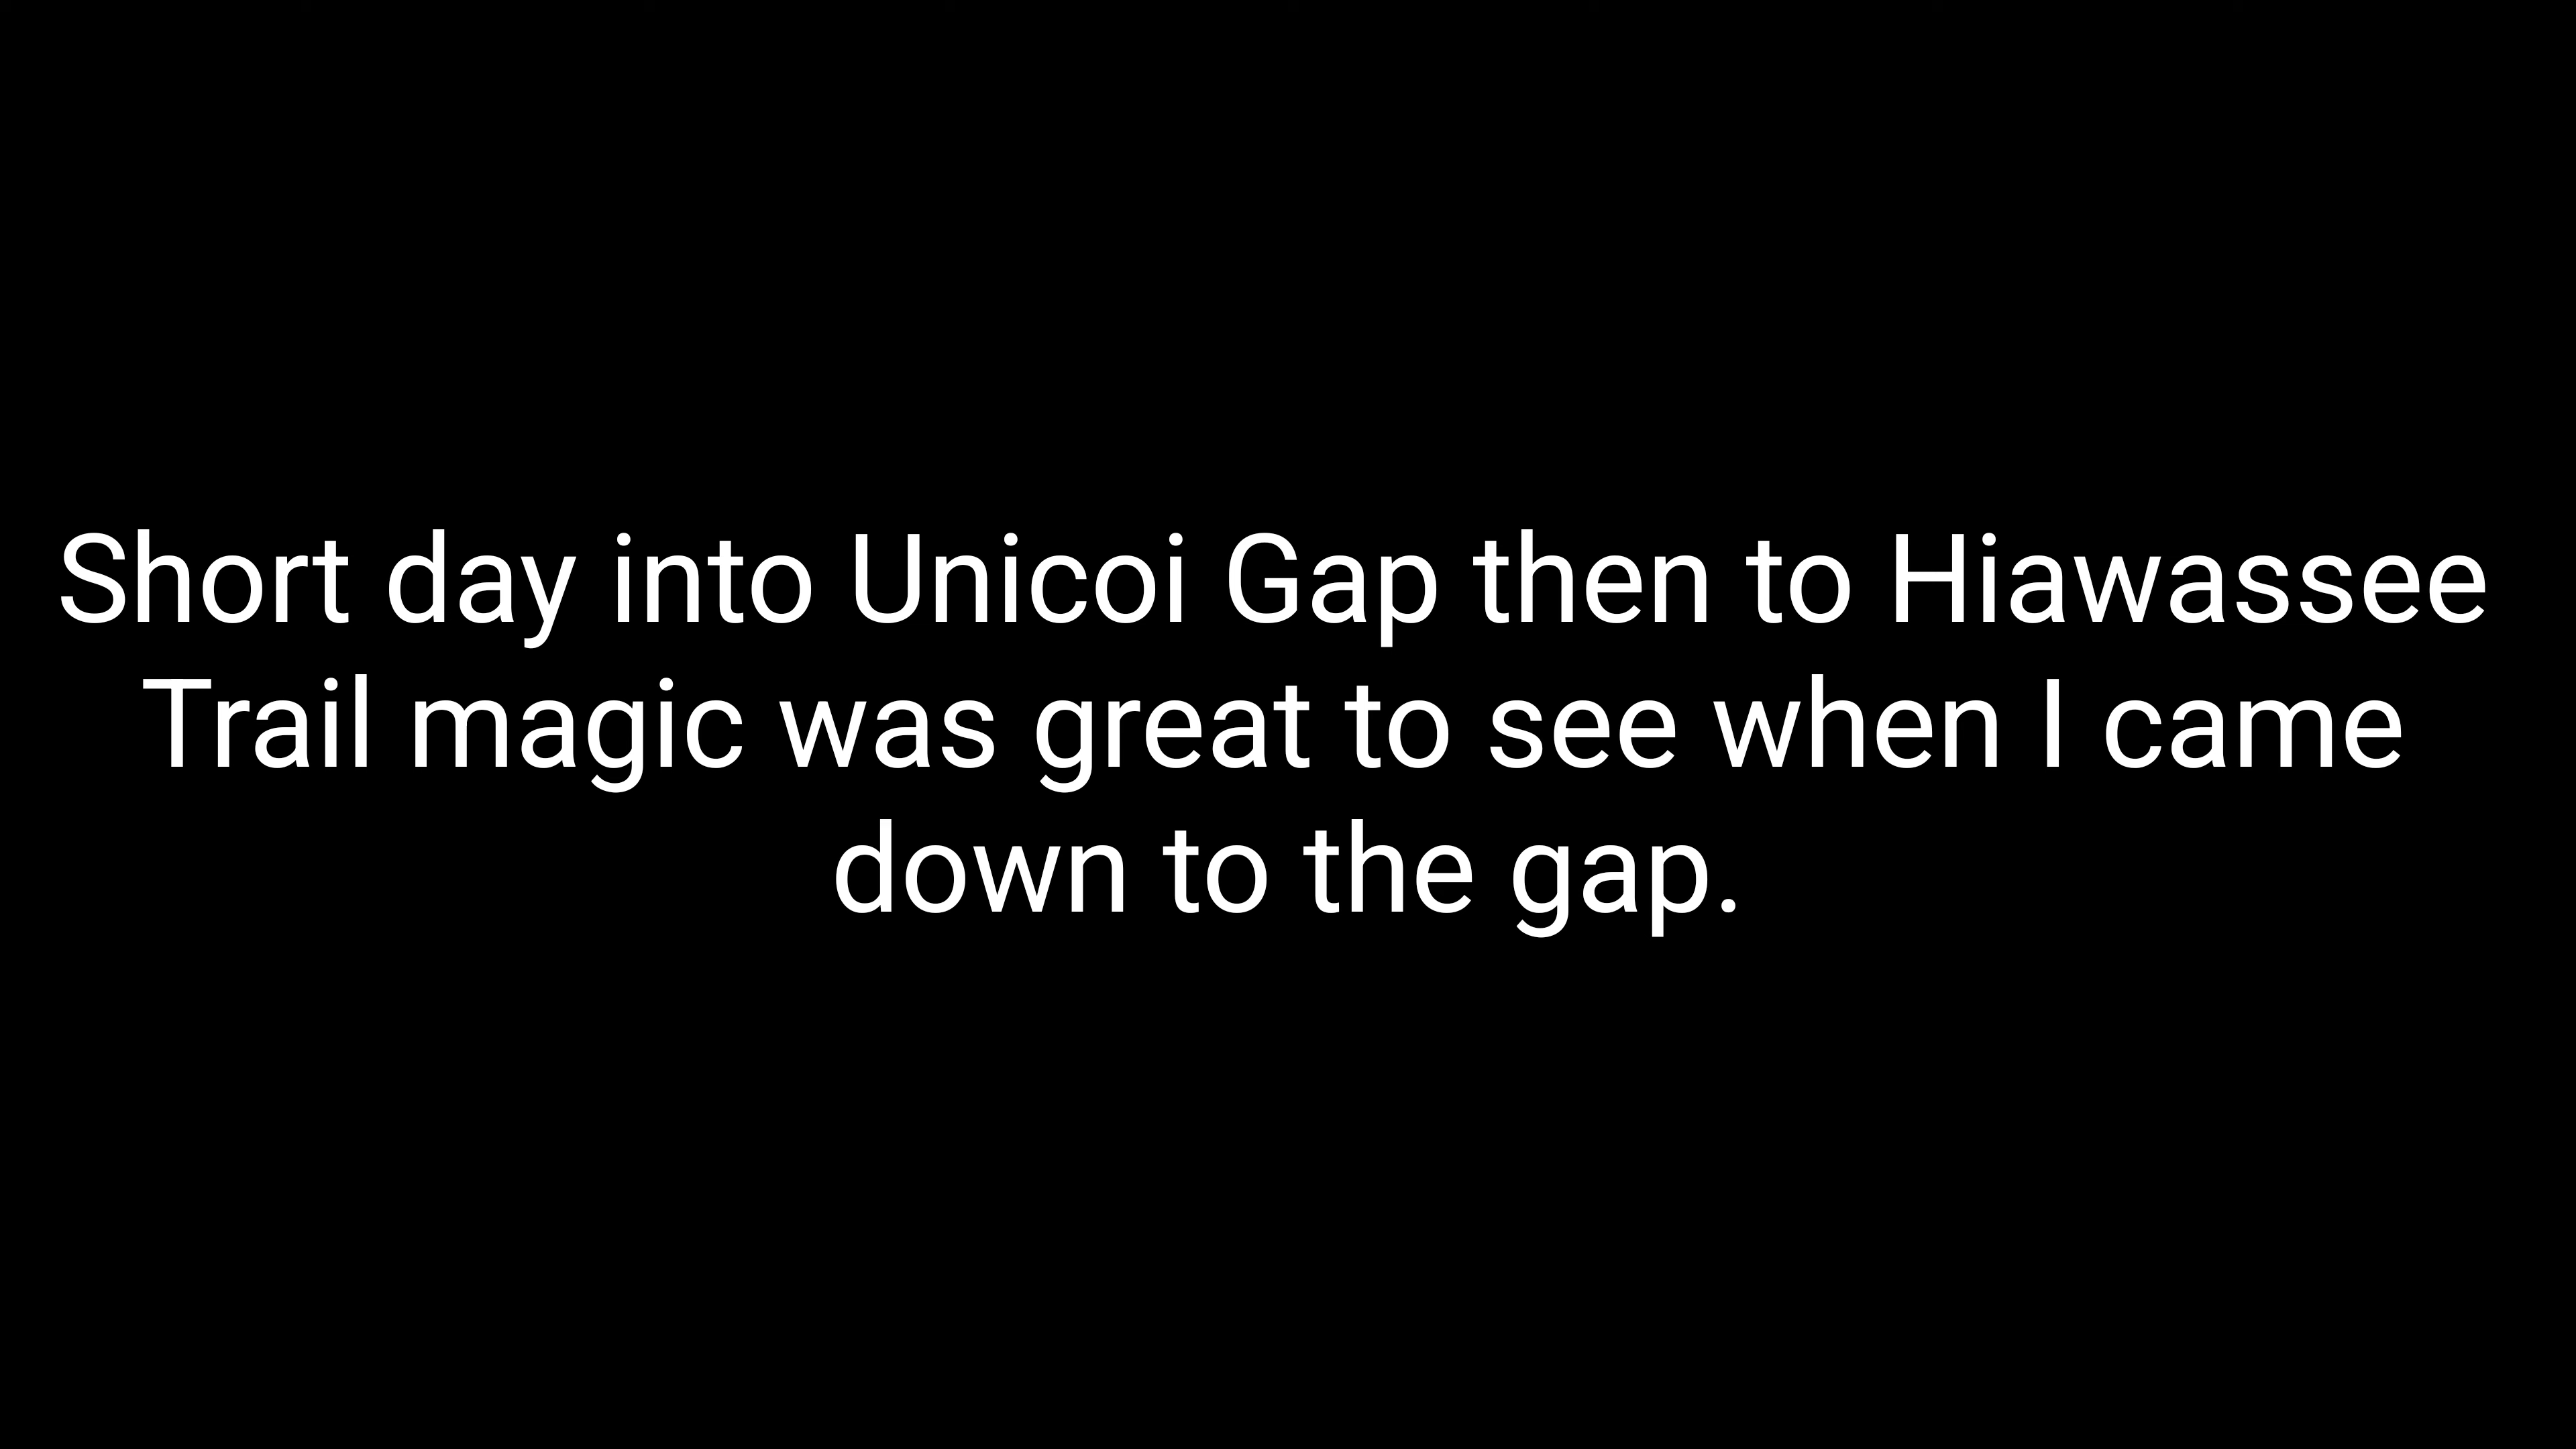 Short day into Unicoi Gap then to Hiawassee
Trail magic was great to see when I came
down to the gap.